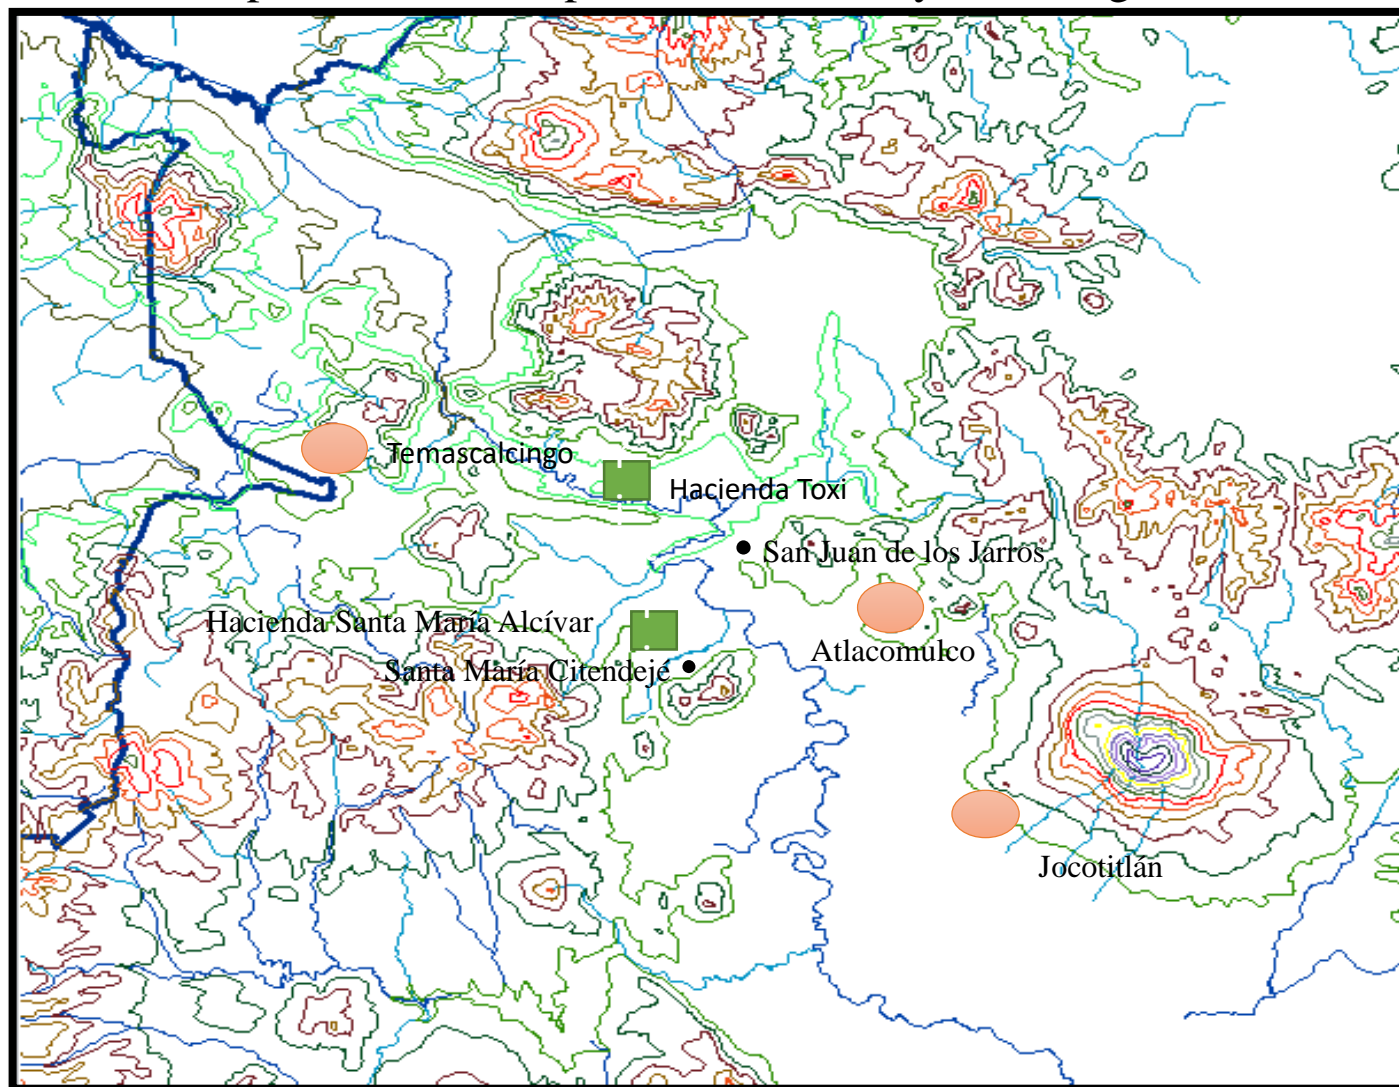 Temascalcingo
Hacienda Toxi
San Juan de los Jarros
Hacienda Santa María Alcívar
Atlacomulco
Santa María Citendejé
Jocotitlán